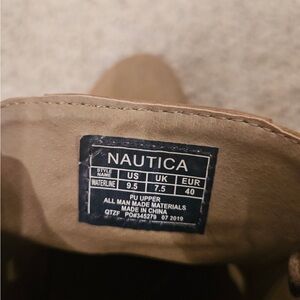 NAUTICA
STYLE NAME US UK EUR
WATERLINE 9.5 7.5 40
PU UPPER
ALL MAN MADE MATERIALS
MADE IN CHINA
QTZF PO#345279 07 2019